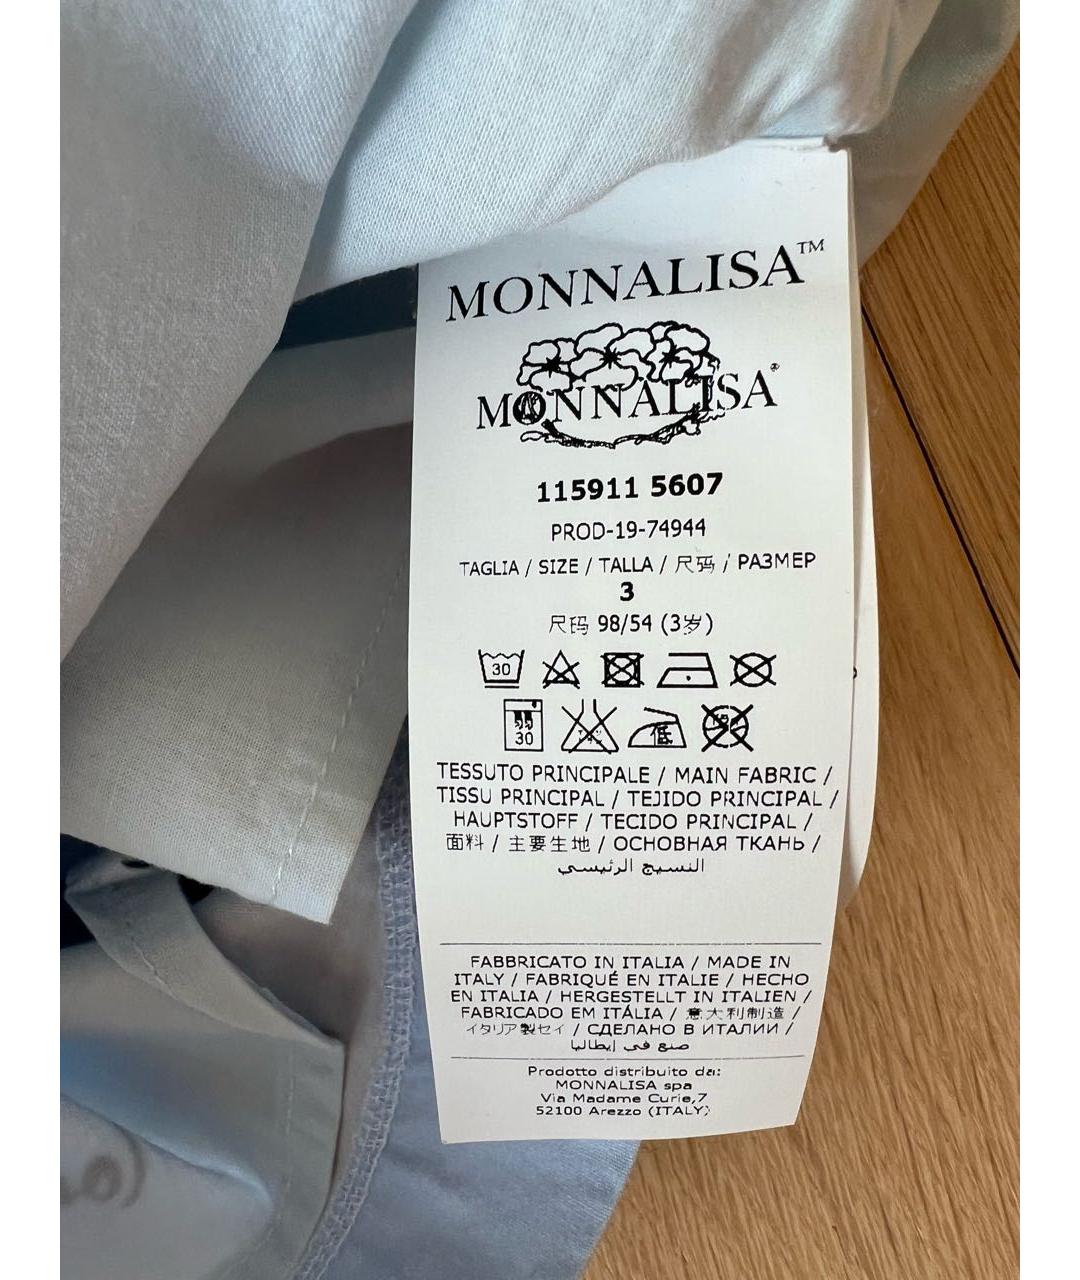 MONNALISA™
MONNALISA®
115911 5607
PROD-19-74944
TAGLIA / SIZE / TALLA / 尺码 / РАЗМЕР
3
尺码 98/54 (3岁)
30
30 低
TESSUTO PRINCIPALE / MAIN FABRIC /
TISSU PRINCIPAL / TEJIDO PRINCIPAL /
HAUPTSTOFF / TECIDO PRINCIPAL /
面料 / 主要生地 / ОСНОВНАЯ ТКАНЬ /
النسيج الرئيسي
FABBRICATO IN ITALIA / MADE IN
ITALY / FABRIQUÉ EN ITALIE / HECHO
EN ITALIA / HERGESTELLT IN ITALIEN /
FABRICADO EM ITÁLIA / 意大利制造 /
イタリア製セイ / СДЕЛАНО В ИТАЛИИ /
صنع في إيطاليا
Prodotto distribuito da:
MONNALISA spa
Via Madame Curie,7
52100 Arezzo (ITALY)